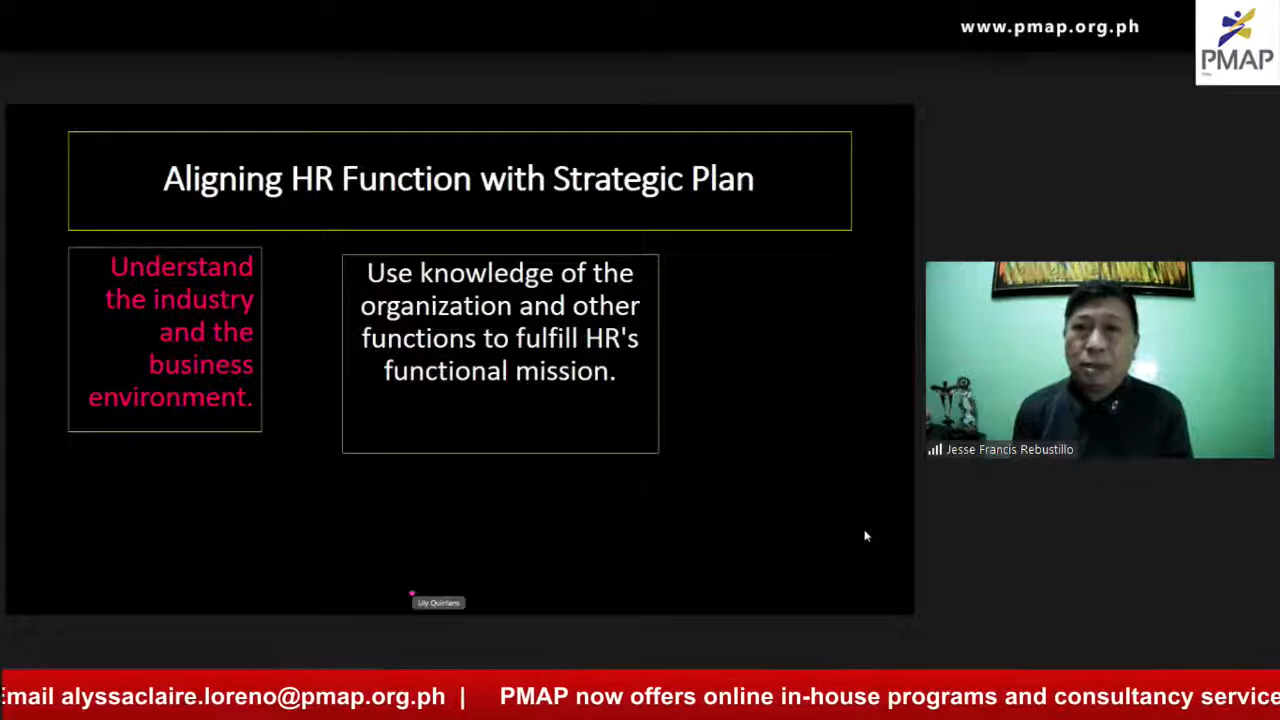 www.pmap.org.ph
PMAP
Aligning HR Function with Strategic Plan
Understand
the industry
and the
business
environment.
Use knowledge of the
organization and other
functions to fulfill HR's
functional mission.
Jesse Francis Rebustillo
Lily Quintans
Email alyssaclaire.loreno@pmap.org.ph | PMAP now offers online in-house programs and consultancy service